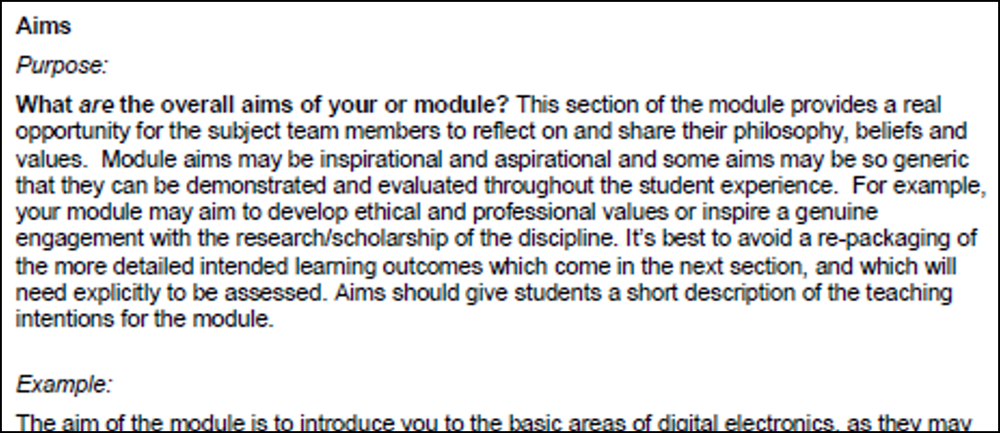 Aims
Purpose:
What are the overall aims of your or module? This section of the module provides a real
opportunity for the subject team members to reflect on and share their philosophy, beliefs and
values.  Module aims may be inspirational and aspirational and some aims may be so generic
that they can be demonstrated and evaluated throughout the student experience.  For example,
your module may aim to develop ethical and professional values or inspire a genuine
engagement with the research/scholarship of the discipline. It's best to avoid a re-packaging of
the more detailed intended learning outcomes which come in the next section, and which will
need explicitly to be assessed. Aims should give students a short description of the teaching
intentions for the module.
Example:
The aim of the module is to introduce you to the basic areas of digital electronics, as they may